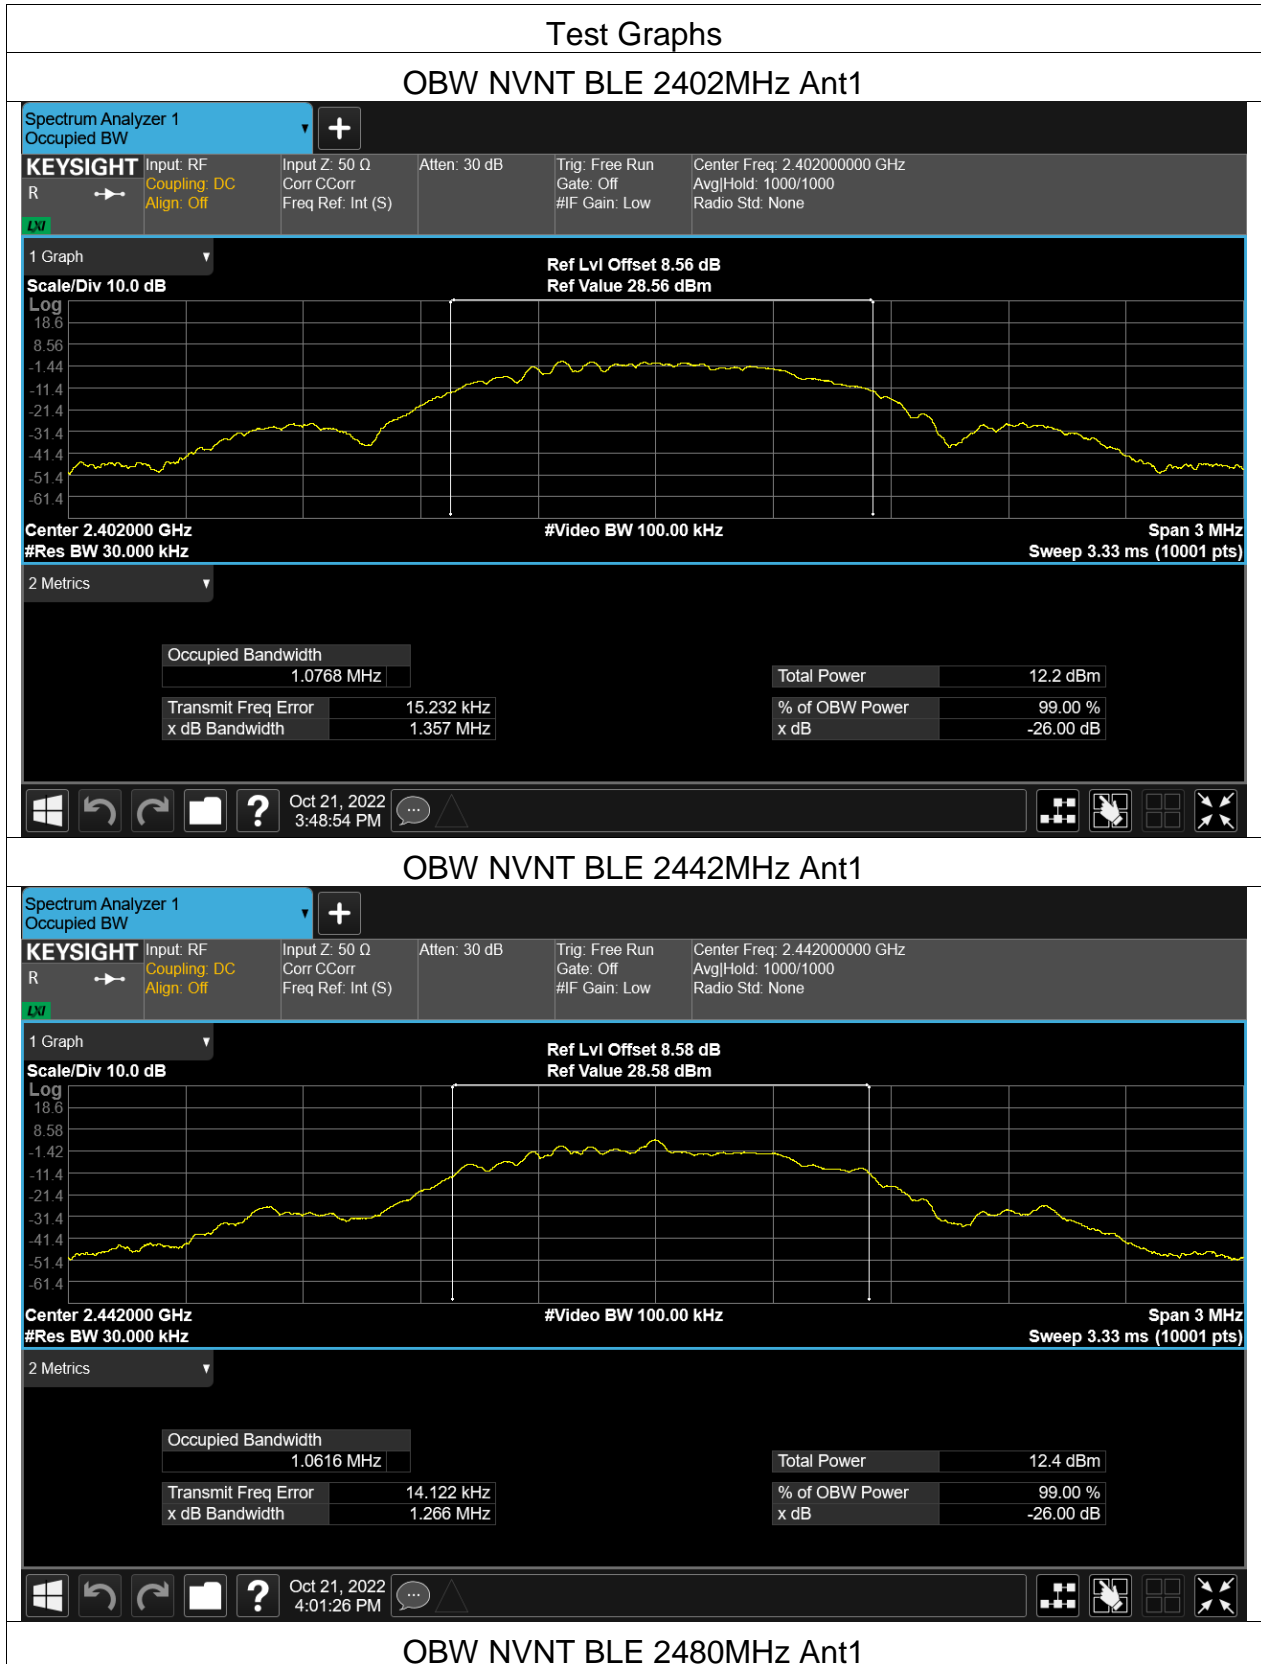 Test Graphs
OBW NVNT BLE 2402MHz Ant1
Spectrum Analyzer 1
Occupied BW
+
KEYSIGHT Input: RF Input Z: 50 Ω Atten: 30 dB Trig: Free Run Center Freq: 2.402000000 GHz
R Coupling: DC Corr CCorr Gate: Off Avg|Hold: 1000/1000
Align: Off Freq Ref: Int (S) #IF Gain: Low Radio Std: None
LXI
1 Graph
Ref Lvl Offset 8.56 dB
Scale/Div 10.0 dB Ref Value 28.56 dBm
Log
18.6
8.56
-1.44
-11.4
-21.4
-31.4
-41.4
-51.4
-61.4
Center 2.402000 GHz #Video BW 100.00 kHz Span 3 MHz
#Res BW 30.000 kHz Sweep 3.33 ms (10001 pts)
2 Metrics
Occupied Bandwidth
1.0768 MHz Total Power 12.2 dBm
Transmit Freq Error 15.232 kHz % of OBW Power 99.00 %
x dB Bandwidth 1.357 MHz x dB -26.00 dB
? Oct 21, 2022
3:48:54 PM
OBW NVNT BLE 2442MHz Ant1
Spectrum Analyzer 1
Occupied BW
+
KEYSIGHT Input: RF Input Z: 50 Ω Atten: 30 dB Trig: Free Run Center Freq: 2.442000000 GHz
R Coupling: DC Corr CCorr Gate: Off Avg|Hold: 1000/1000
Align: Off Freq Ref: Int (S) #IF Gain: Low Radio Std: None
LXI
1 Graph
Ref Lvl Offset 8.58 dB
Scale/Div 10.0 dB Ref Value 28.58 dBm
Log
18.6
8.58
-1.42
-11.4
-21.4
-31.4
-41.4
-51.4
-61.4
Center 2.442000 GHz #Video BW 100.00 kHz Span 3 MHz
#Res BW 30.000 kHz Sweep 3.33 ms (10001 pts)
2 Metrics
Occupied Bandwidth
1.0616 MHz Total Power 12.4 dBm
Transmit Freq Error 14.122 kHz % of OBW Power 99.00 %
x dB Bandwidth 1.266 MHz x dB -26.00 dB
? Oct 21, 2022
4:01:26 PM
OBW NVNT BLE 2480MHz Ant1